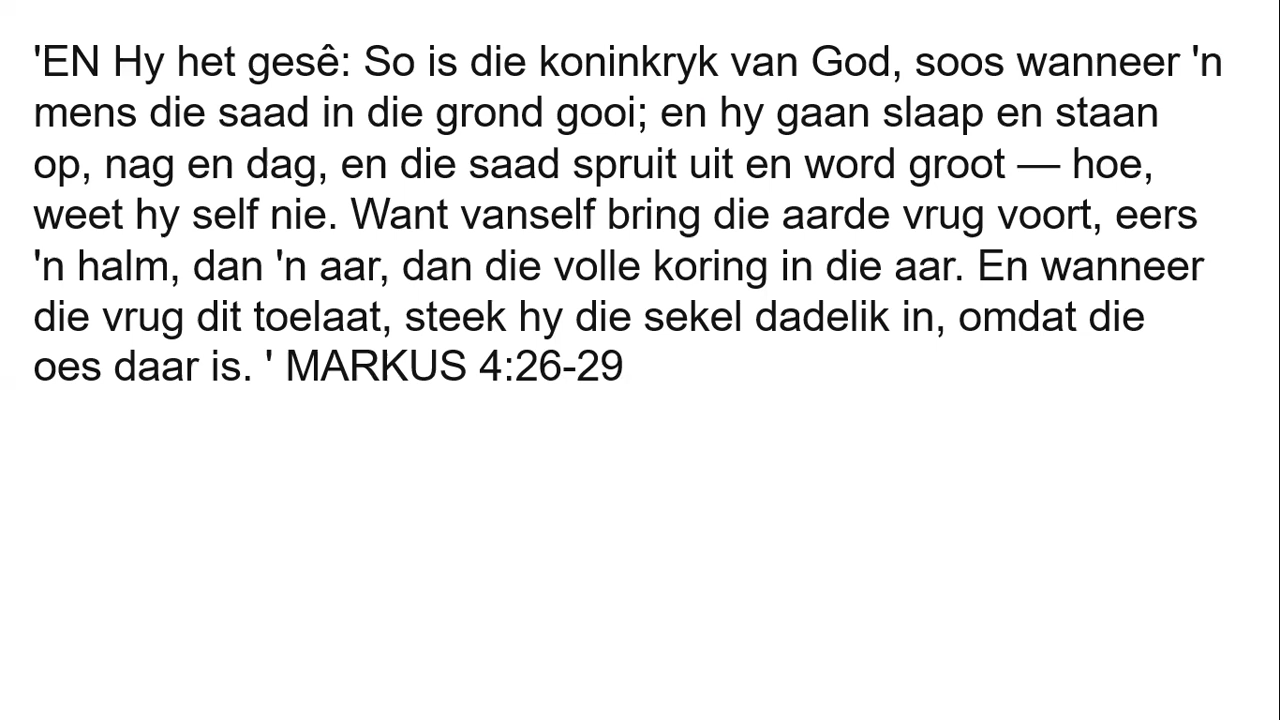 'EN Hy het gesê: So is die koninkryk van God, soos wanneer 'n
mens die saad in die grond gooi; en hy gaan slaap en staan
op, nag en dag, en die saad spruit uit en word groot — hoe,
weet hy self nie. Want vanself bring die aarde vrug voort, eers
'n halm, dan 'n aar, dan die volle koring in die aar. En wanneer
die vrug dit toelaat, steek hy die sekel dadelik in, omdat die
oes daar is. ' MARKUS 4:26-29